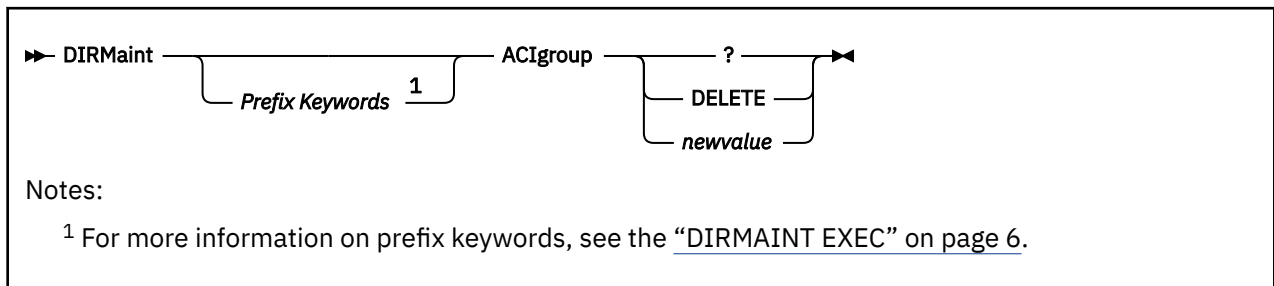 DIRMaint Prefix Keywords 1 ACIgroup ?
DELETE
newvalue
Notes:
1 For more information on prefix keywords, see the “DIRMAINT EXEC” on page 6.